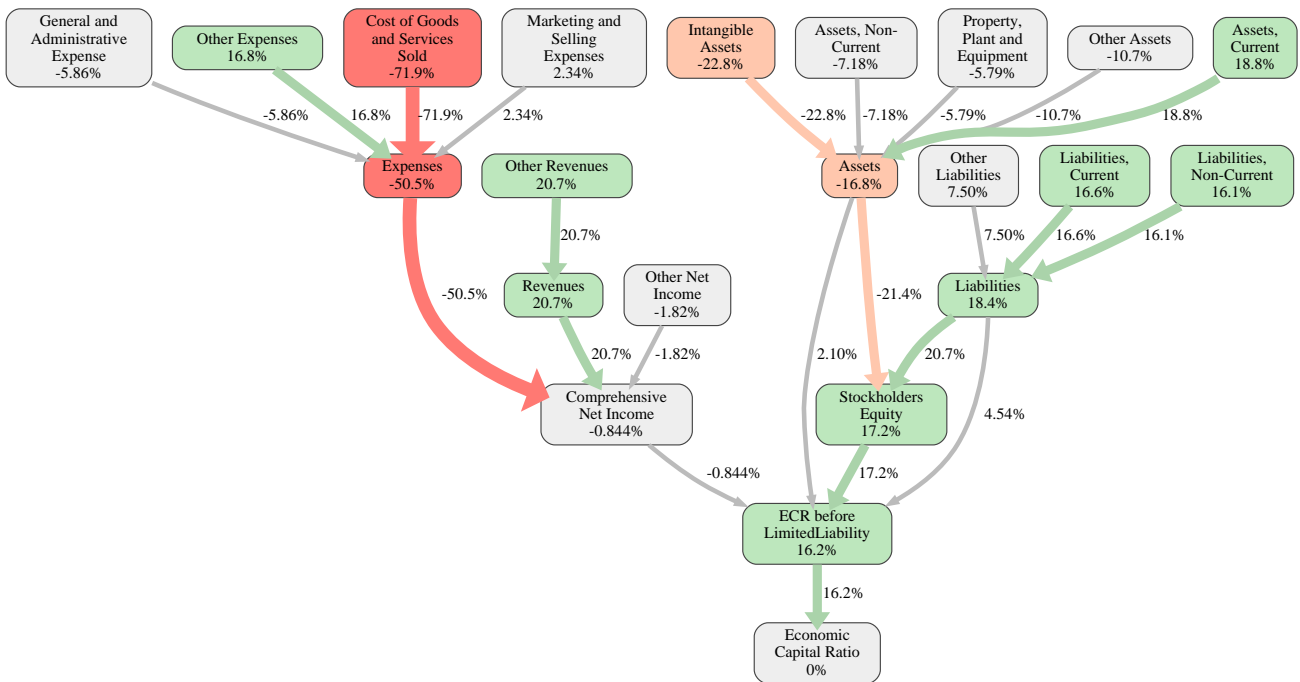 General and
Administrative
Expense
-5.86%
Other Expenses
16.8%
Cost of Goods
and Services
Sold
-71.9%
Marketing and
Selling
Expenses
2.34%
Intangible
Assets
-22.8%
Assets, Non-
Current
-7.18%
Property,
Plant and
Equipment
-5.79%
Other Assets
-10.7%
Assets,
Current
18.8%
-5.86%
16.8%
-71.9%
2.34%
-22.8%
-7.18%
-5.79%
-10.7%
18.8%
Expenses
-50.5%
Other Revenues
20.7%
Assets
-16.8%
Other
Liabilities
7.50%
Liabilities,
Current
16.6%
Liabilities,
Non-Current
16.1%
20.7%
7.50%
16.6%
16.1%
-50.5%
Revenues
20.7%
Other Net
Income
-1.82%
-21.4%
Liabilities
18.4%
20.7%
-1.82%
2.10%
20.7%
4.54%
Comprehensive
Net Income
-0.844%
Stockholders
Equity
17.2%
-0.844%
17.2%
ECR before
LimitedLiability
16.2%
16.2%
Economic
Capital Ratio
0%